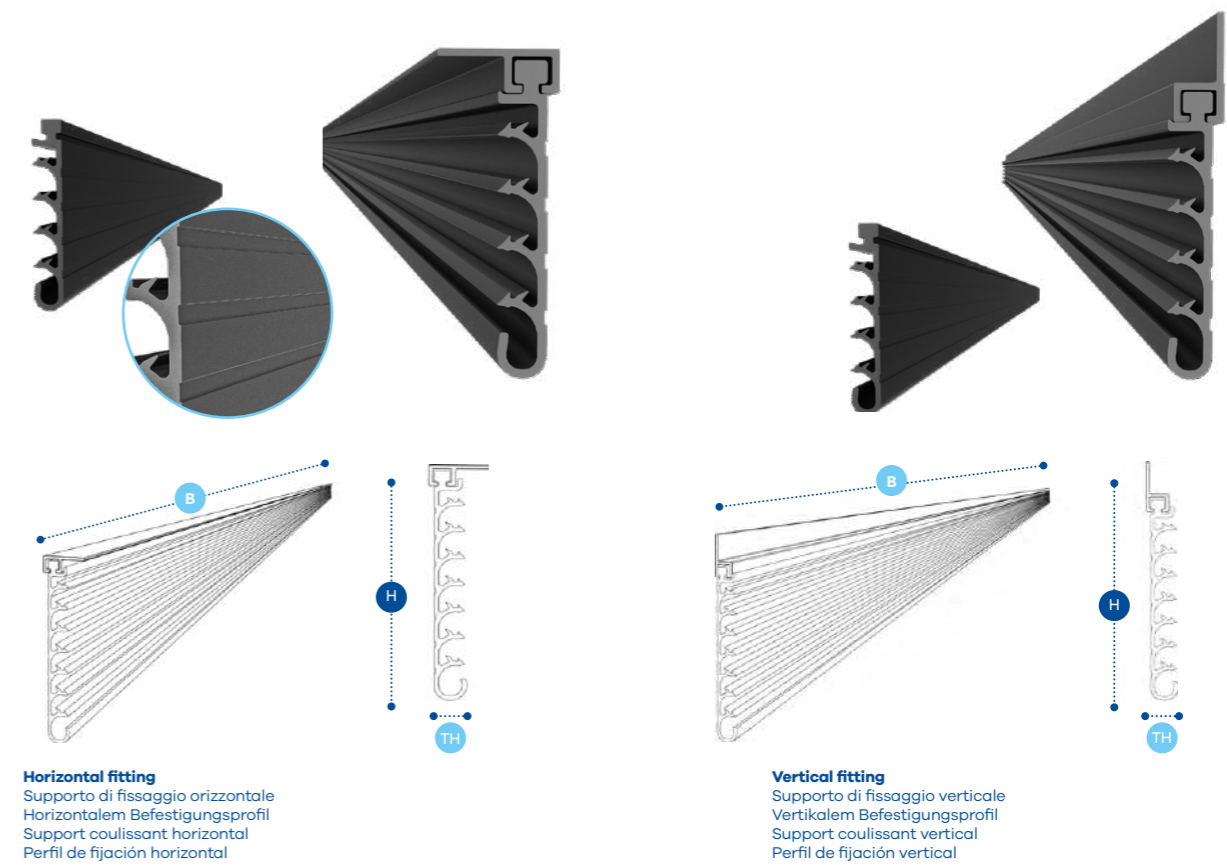 B
H
TH
B
H
TH
Horizontal fitting
Supporto di fissaggio orizzontale
Horizontalem Befestigungsprofil
Support coulissant horizontal
Perfil de fijación horizontal
Vertical fitting
Supporto di fissaggio verticale
Vertikalem Befestigungsprofil
Support coulissant vertical
Perfil de fijación vertical